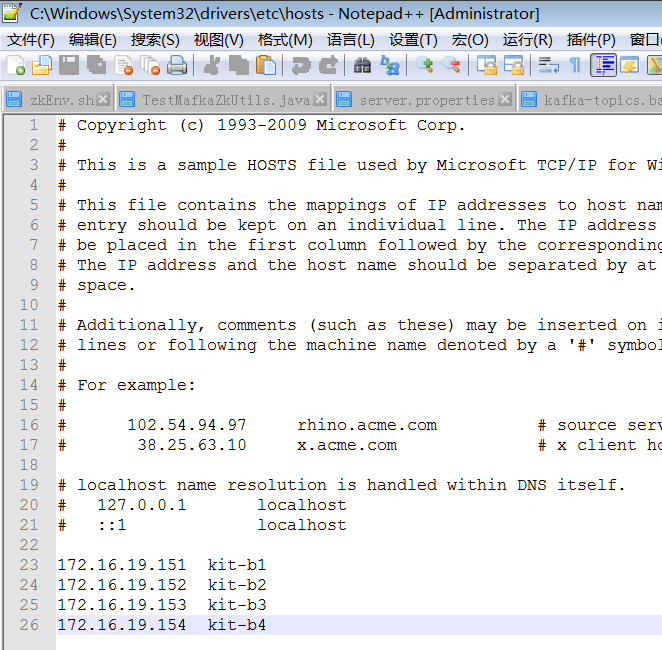 C:\Windows\System32\drivers\etc\hosts - Notepad++ [Administrator]
文件(F) 编辑(E) 搜索(S) 视图(V) 格式(M) 语言(L) 设置(T) 宏(O) 运行(R) 插件(P) 窗口
zkEnv.sh TestMafkaZkUtils.java server.properties kafka-topics.ba
1 # Copyright (c) 1993-2009 Microsoft Corp.
2 #
3 # This is a sample HOSTS file used by Microsoft TCP/IP for Wi
4 #
5 # This file contains the mappings of IP addresses to host nam
6 # entry should be kept on an individual line. The IP address
7 # be placed in the first column followed by the corresponding
8 # The IP address and the host name should be separated by at
9 # space.
10 #
11 # Additionally, comments (such as these) may be inserted on i
12 # lines or following the machine name denoted by a '#' symbol
13 #
14 # For example:
15 #
16 #      102.54.94.97     rhino.acme.com          # source serv
17 #       38.25.63.10     x.acme.com              # x client ho
18
19 # localhost name resolution is handled within DNS itself.
20 #   127.0.0.1       localhost
21 #   ::1             localhost
22
23 172.16.19.151  kit-b1
24 172.16.19.152  kit-b2
25 172.16.19.153  kit-b3
26 172.16.19.154  kit-b4